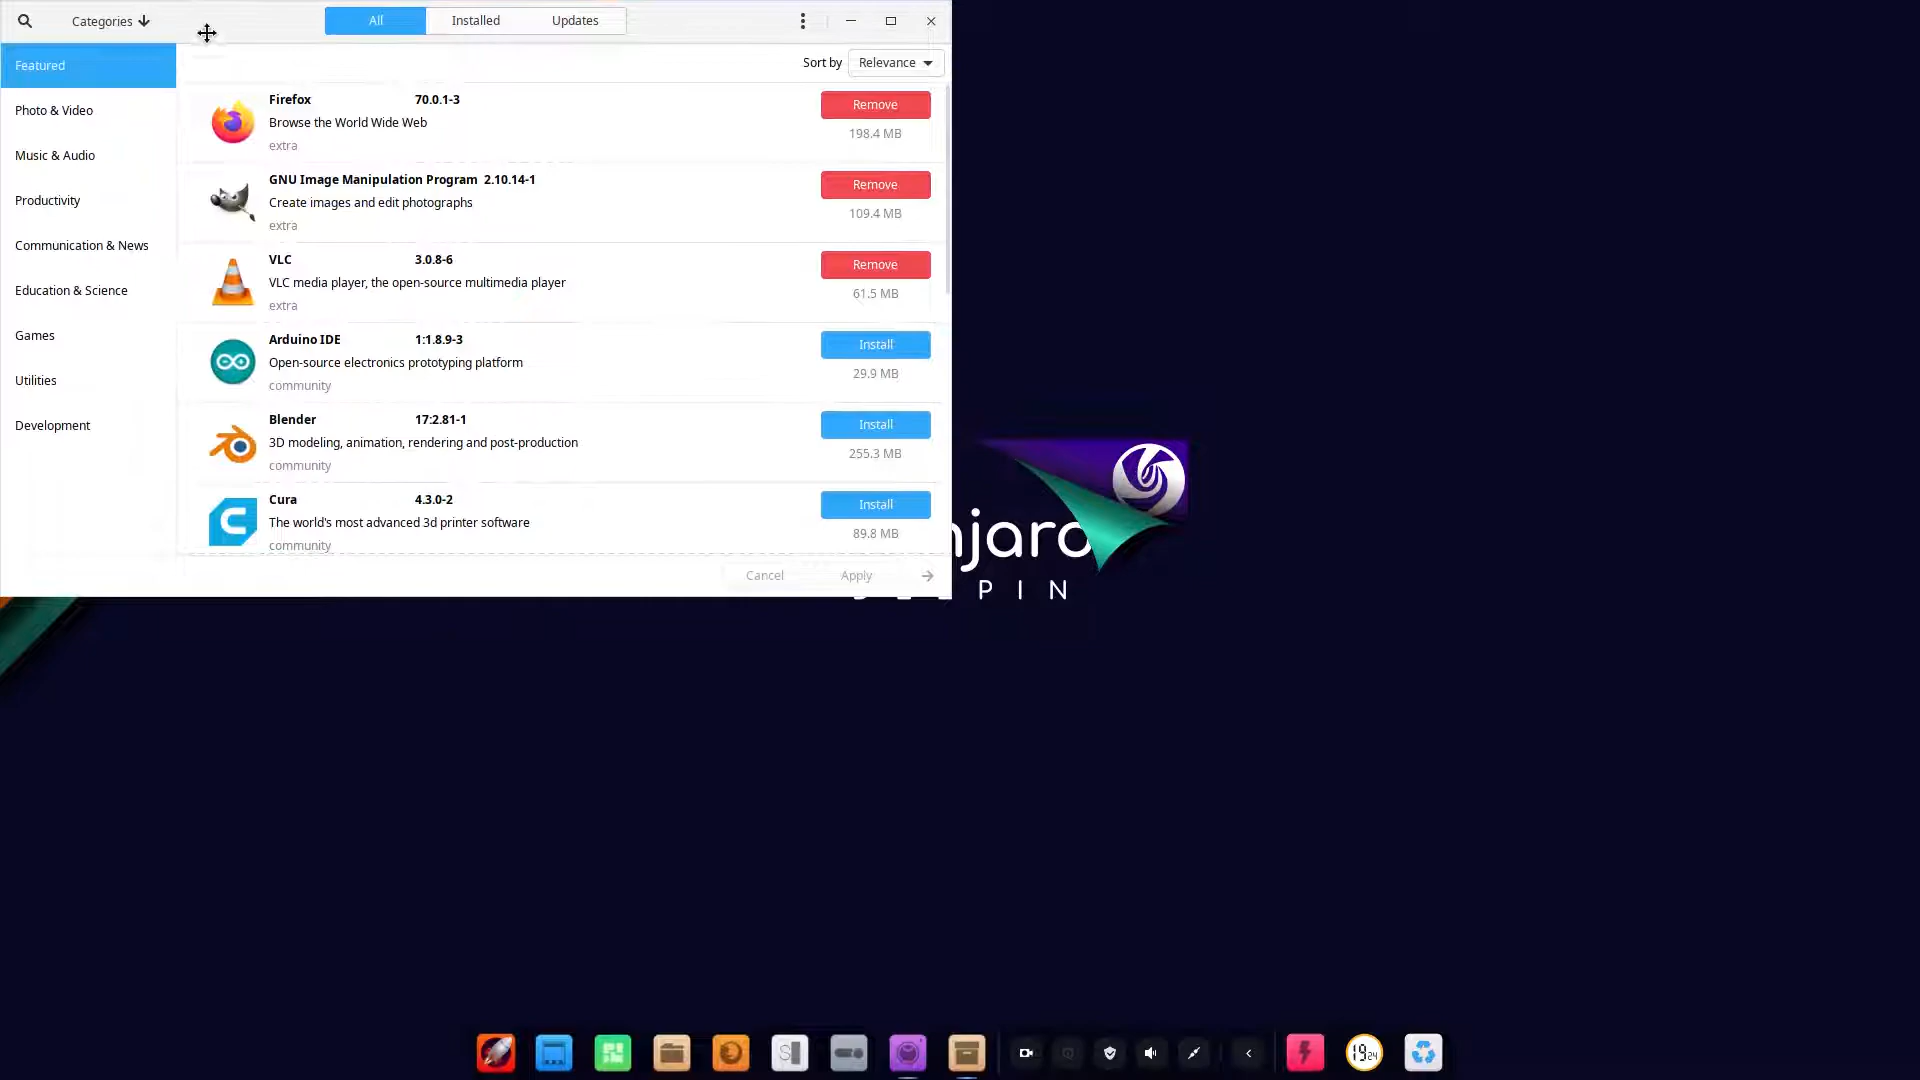 Categories
All
Installed
Updates
Featured
Photo & Video
Music & Audio
Productivity
Communication & News
Education & Science
Games
Utilities
Development
Sort by
Relevance
Firefox 70.0.1-3
Browse the World Wide Web
extra
Remove
198.4 MB
GNU Image Manipulation Program 2.10.14-1
Create images and edit photographs
extra
Remove
109.4 MB
VLC 3.0.8-6
VLC media player, the open-source multimedia player
extra
Remove
61.5 MB
Arduino IDE 1:1.8.9-3
Open-source electronics prototyping platform
community
Install
29.9 MB
Blender 17:2.81-1
3D modeling, animation, rendering and post-production
community
Install
255.3 MB
Cura 4.3.0-2
The world's most advanced 3d printer software
community
Install
89.8 MB
Cancel
Apply
njaro
PIN
19 24